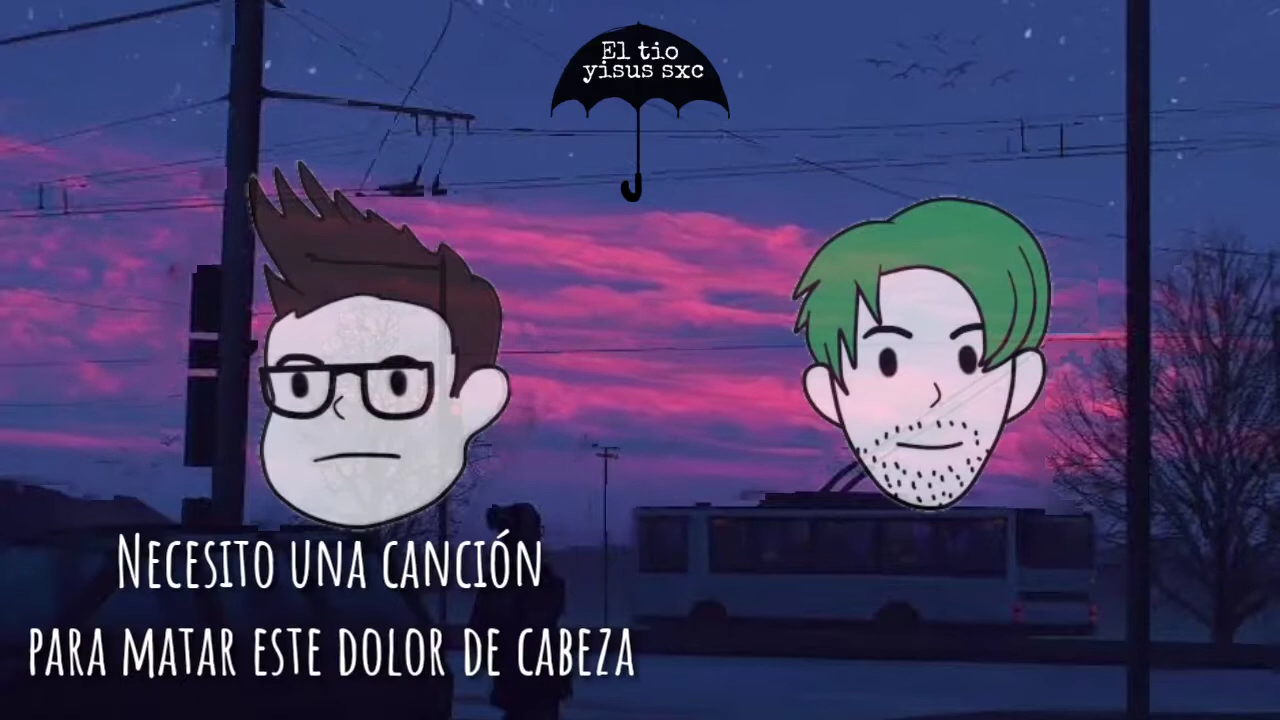 El tio
yisus sxc
Necesito una canción
para matar este dolor de cabeza